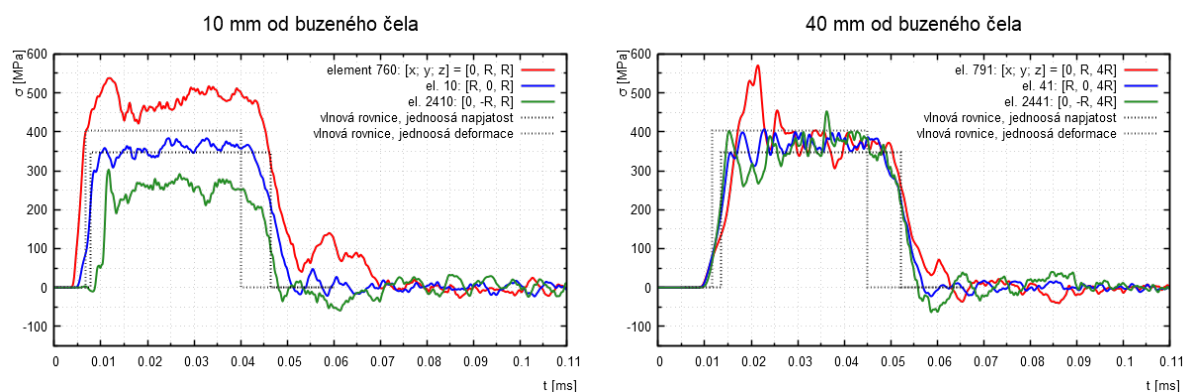 10 mm od buzeného čela
σ [MPa]
600
500
400
300
200
100
0
-100
element 760: [x; y; z] = [0, R, R]
el. 10: [R, 0, R]
el. 2410: [0, -R, R]
vlnová rovnice, jednoosá napjatost
vlnová rovnice, jednoosá deformace
0 0.01 0.02 0.03 0.04 0.05 0.06 0.07 0.08 0.09 0.1 0.11
t [ms]
40 mm od buzeného čela
σ [MPa]
600
500
400
300
200
100
0
-100
el. 791: [x; y; z] = [0, R, 4R]
el. 41: [R, 0, 4R]
el. 2441: [0, -R, 4R]
vlnová rovnice, jednoosá napjatost
vlnová rovnice, jednoosá deformace
0 0.01 0.02 0.03 0.04 0.05 0.06 0.07 0.08 0.09 0.1 0.11
t [ms]